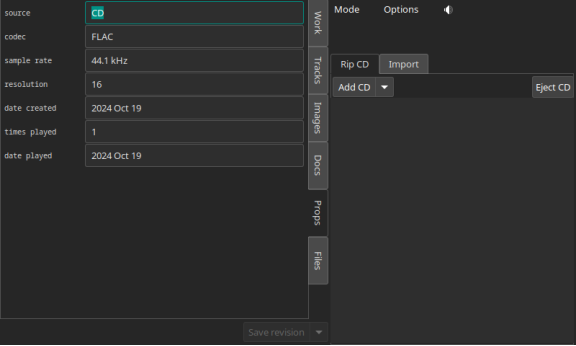 source CD
codec FLAC
sample rate 44.1 kHz
resolution 16
date created 2024 Oct 19
times played 1
date played 2024 Oct 19
Work
Tracks
Images
Docs
Props
Files
Save revision
Mode Options
Rip CD Import
Add CD Eject CD